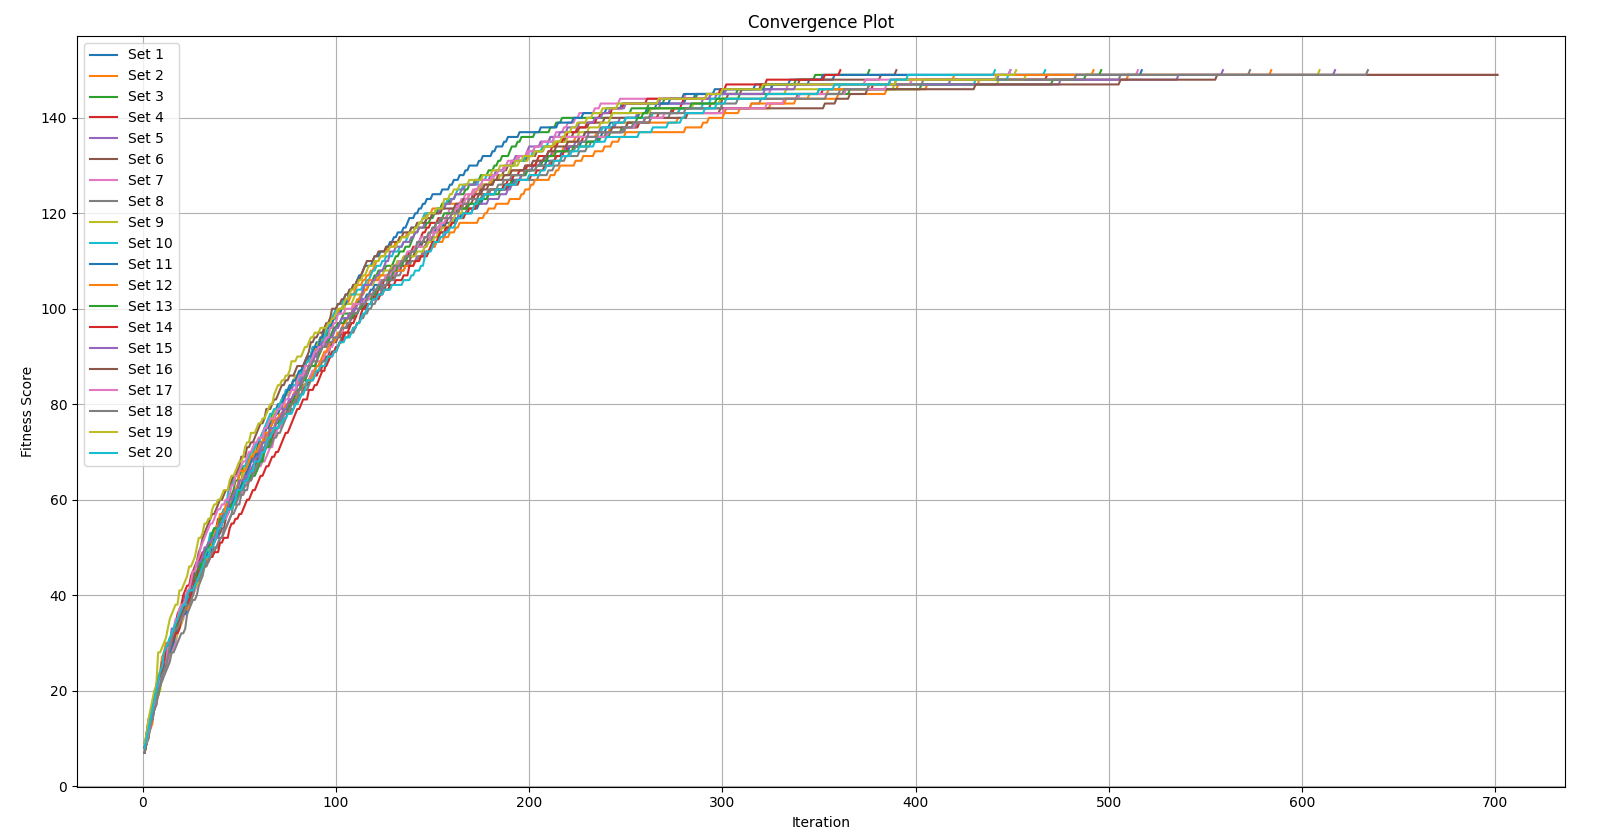 Convergence Plot
Set 1
Set 2
Set 3
Set 4
Set 5
Set 6
Set 7
Set 8
Set 9
Set 10
Set 11
Set 12
Set 13
Set 14
Set 15
Set 16
Set 17
Set 18
Set 19
Set 20
Fitness Score
140
120
100
80
60
40
20
0
0 100 200 300 400 500 600 700
Iteration